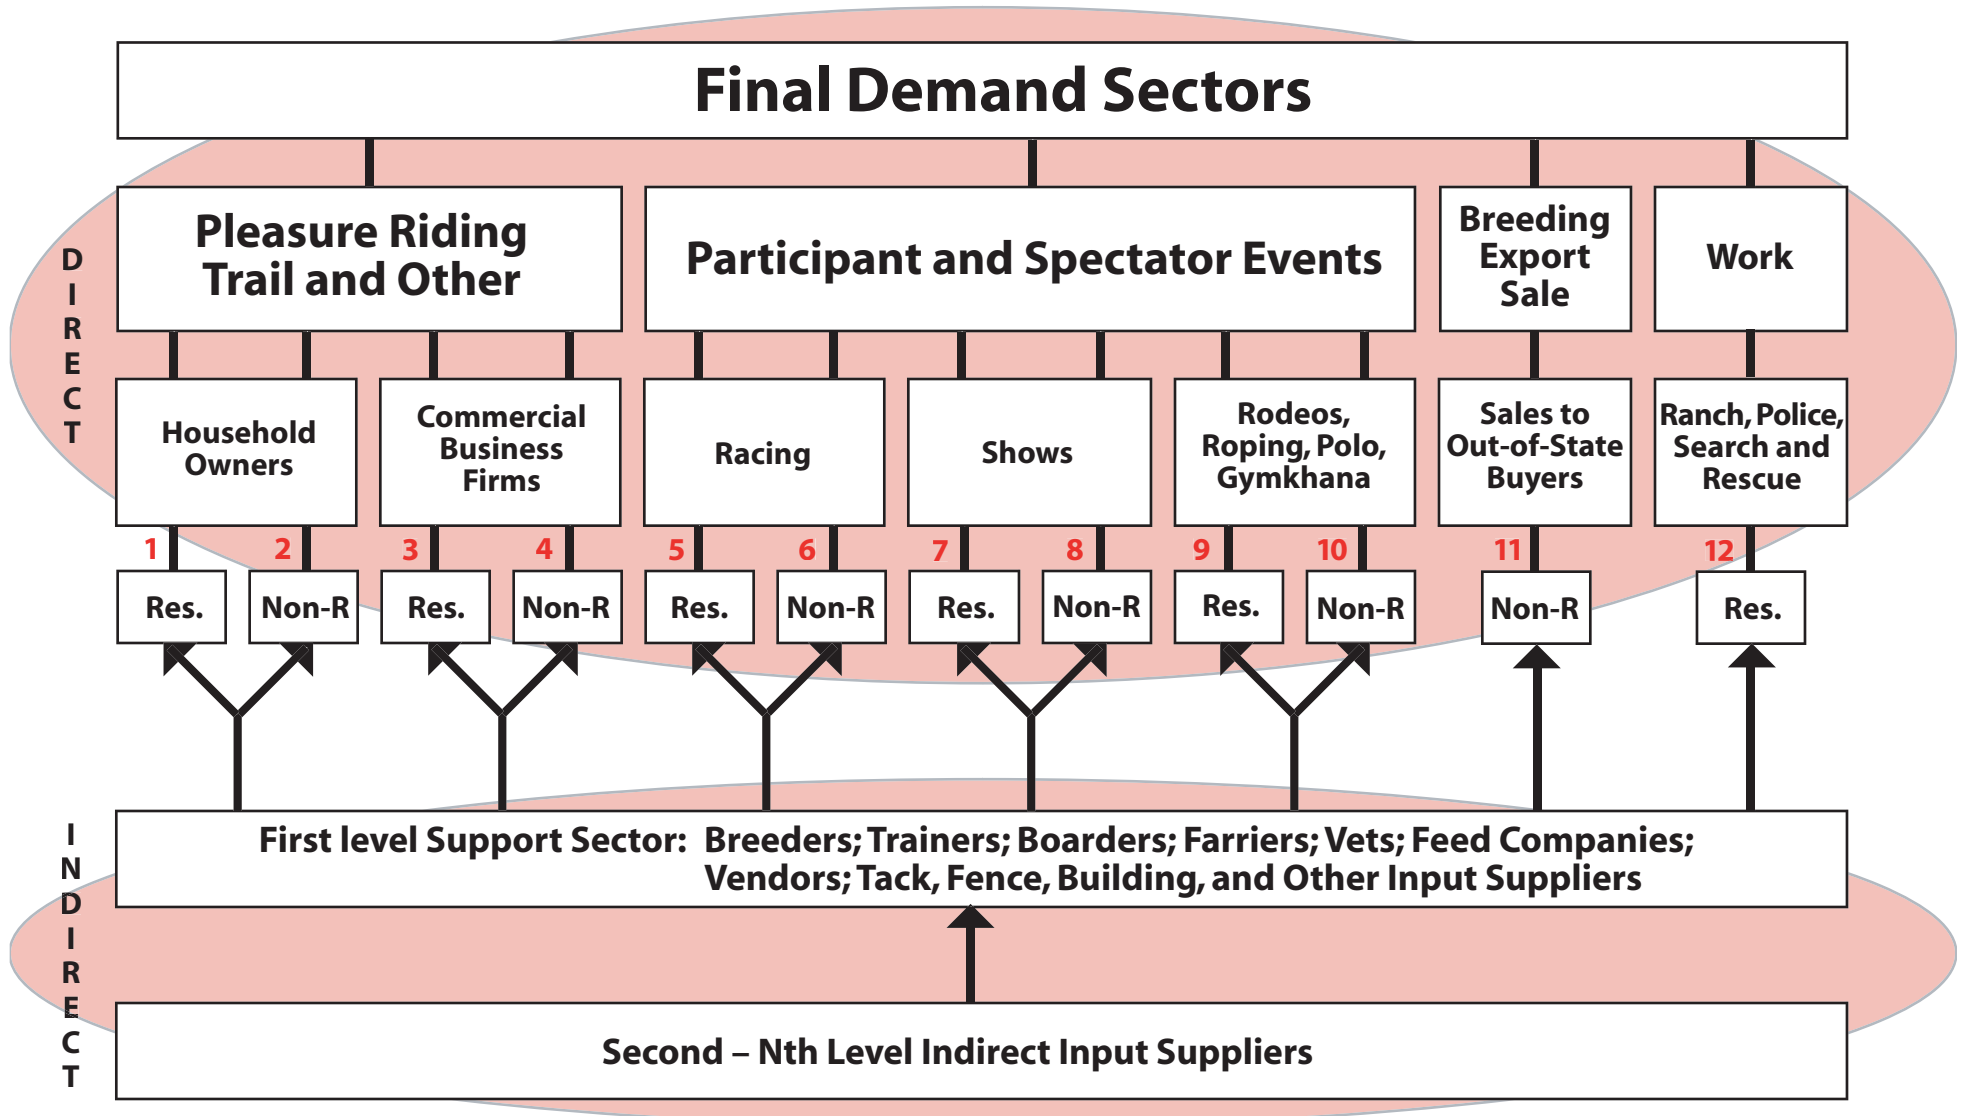 Final Demand Sectors
Pleasure Riding
Trail and Other
Participant and Spectator Events
Breeding
Export
Sale
Work
DIRECT
Household
Owners
Commercial
Business
Firms
Racing
Shows
Rodeos,
Roping, Polo,
Gymkhana
Sales to
Out-of-State
Buyers
Ranch, Police,
Search and
Rescue
1 2 3 4 5 6 7 8 9 10 11 12
Res. Non-R Res. Non-R Res. Non-R Res. Non-R Res. Non-R Non-R Res.
INDIRECT
First level Support Sector: Breeders; Trainers; Boarders; Farriers; Vets; Feed Companies;
Vendors; Tack, Fence, Building, and Other Input Suppliers
Second – Nth Level Indirect Input Suppliers